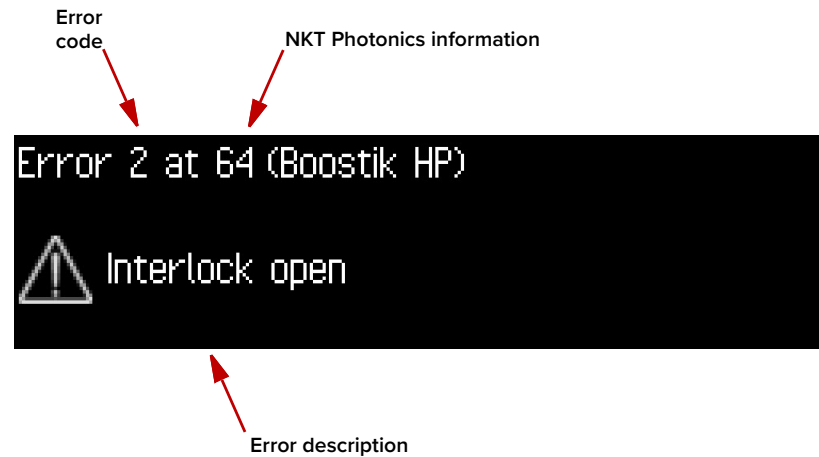 Error
code
NKT Photonics information
Error 2 at 64 (Boostik HP)
Interlock open
Error description